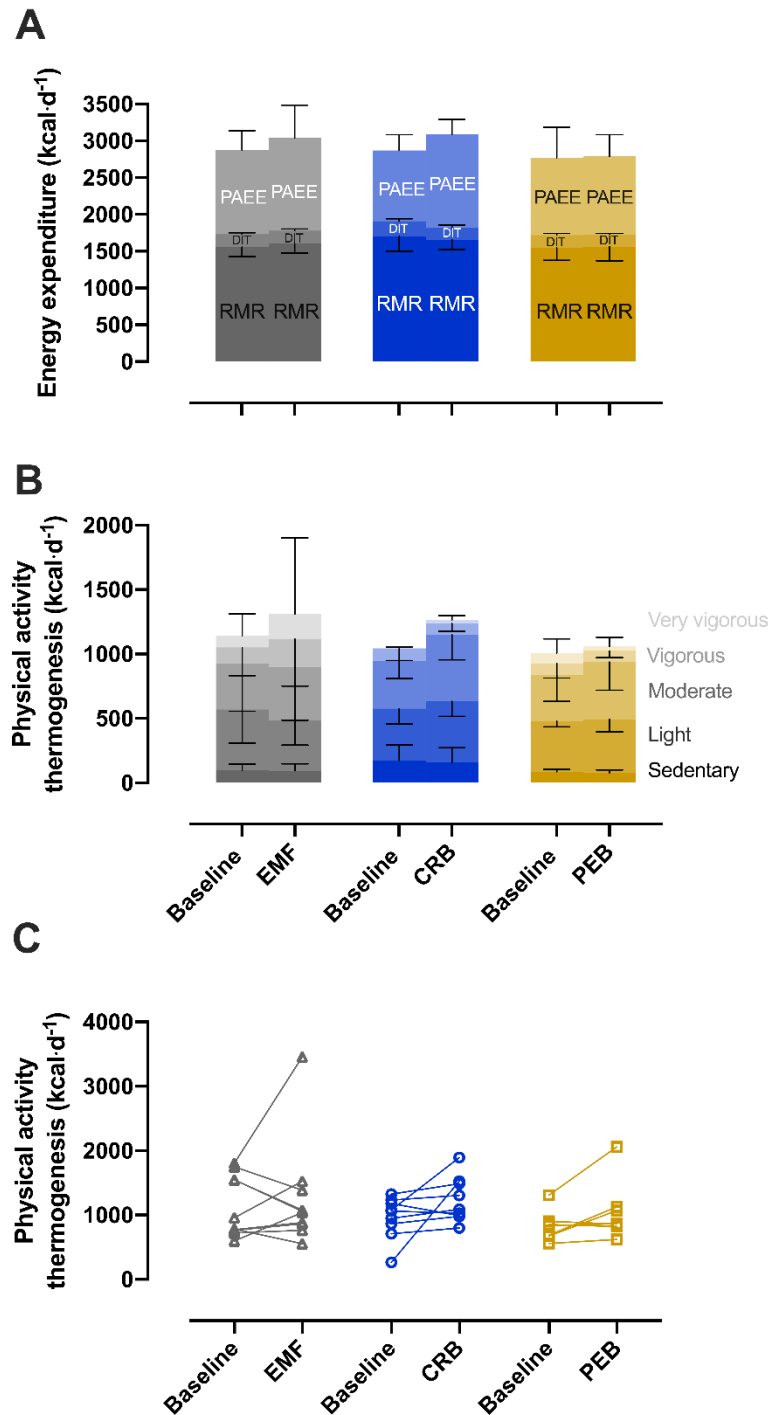 A
Energy expenditure (kcal·d⁻¹)
3500
3000
2500
2000
1500
1000
500
0
PAEE PAEE
DIT DIT
RMR RMR
PAEE PAEE
DIT DIT
RMR RMR
PAEE PAEE
DIT DIT
RMR RMR
B
Physical activity
thermogenesis (kcal·d⁻¹)
2000
1500
1000
500
0
Very vigorous
Vigorous
Moderate
Light
Sedentary
Baseline
EMF
Baseline
CRB
Baseline
PEB
C
Physical activity
thermogenesis (kcal·d⁻¹)
4000
3000
2000
1000
0
Baseline
EMF
Baseline
CRB
Baseline
PEB